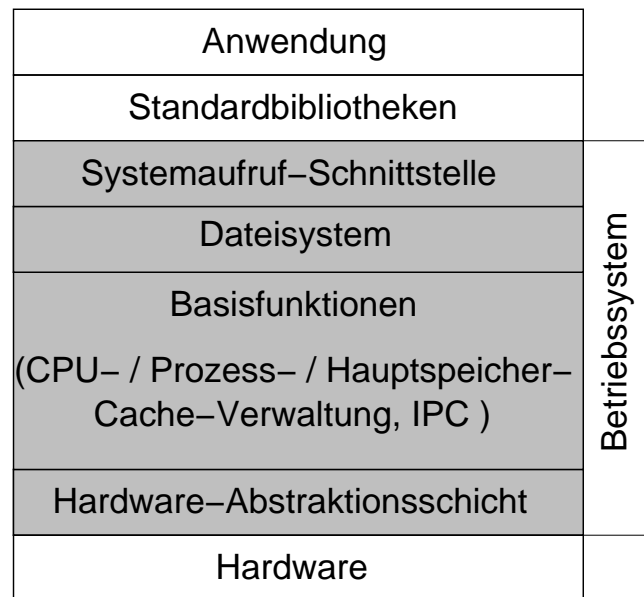 Anwendung
Standardbibliotheken
Systemaufruf−Schnittstelle
Dateisystem
Basisfunktionen
(CPU− / Prozess− / Hauptspeicher−
Cache−Verwaltung, IPC )
Hardware−Abstraktionsschicht
Hardware
Betriebssystem